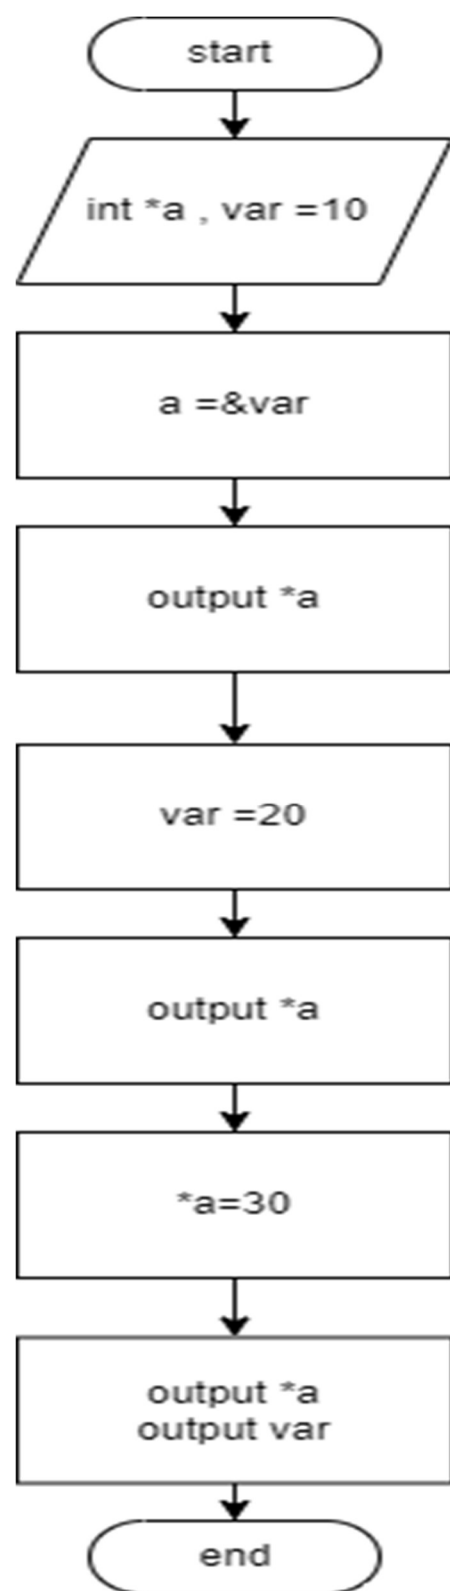 start
int *a , var =10
a =&var
output *a
var =20
output *a
*a=30
output *a
output var
end